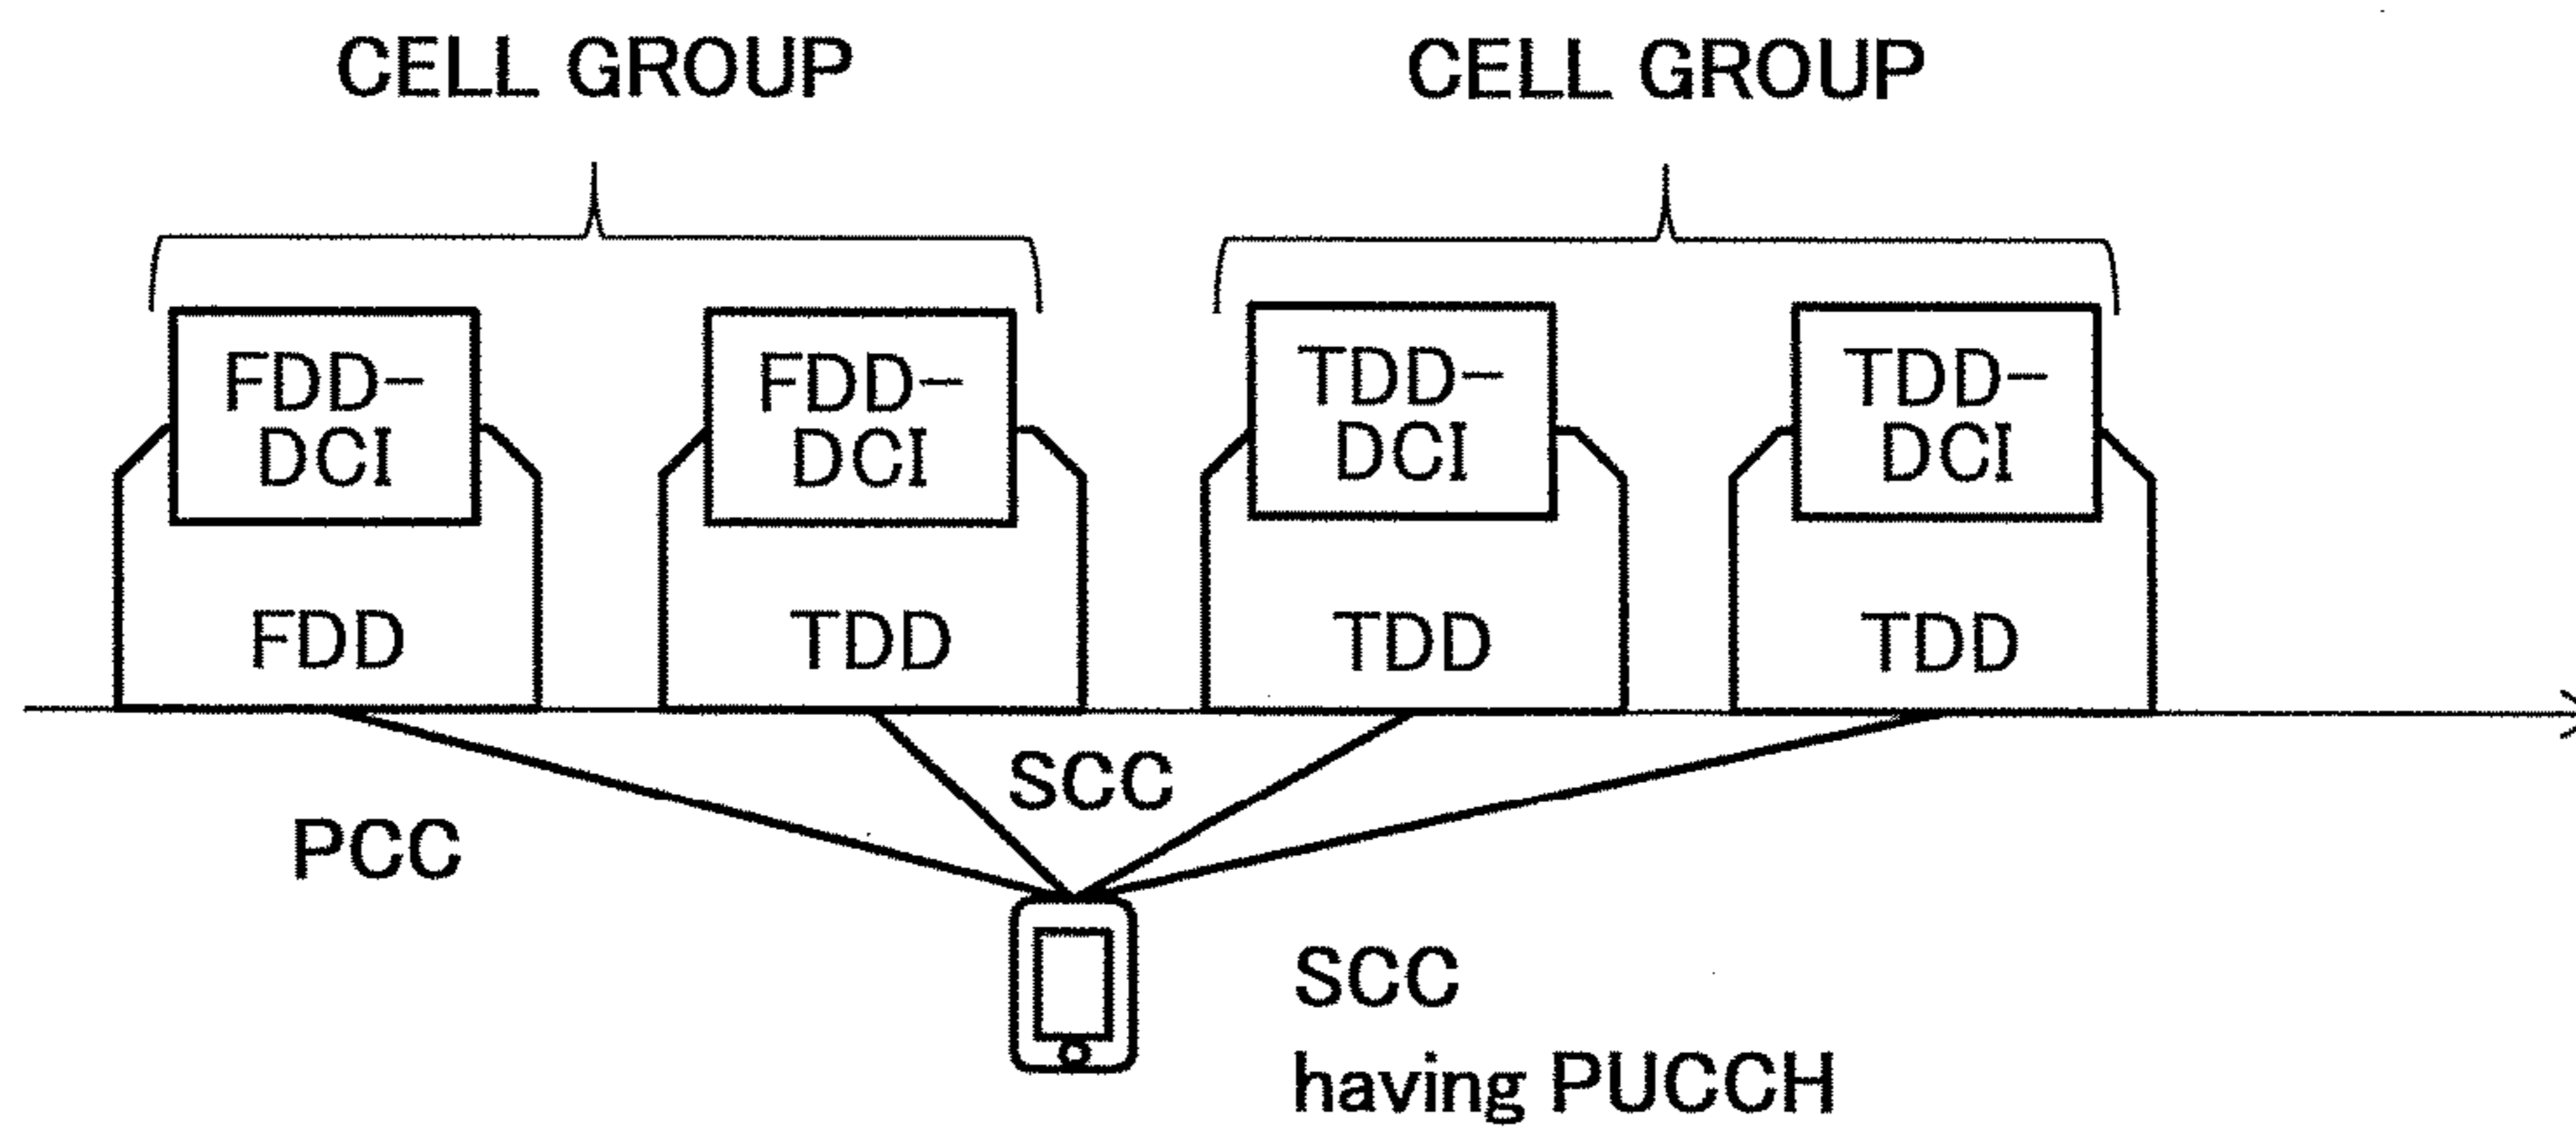 CELL GROUP
CELL GROUP
FDD-
DCI
FDD-
DCI
TDD-
DCI
TDD-
DCI
FDD
TDD
TDD
TDD
SCC
PCC
SCC
having PUCCH